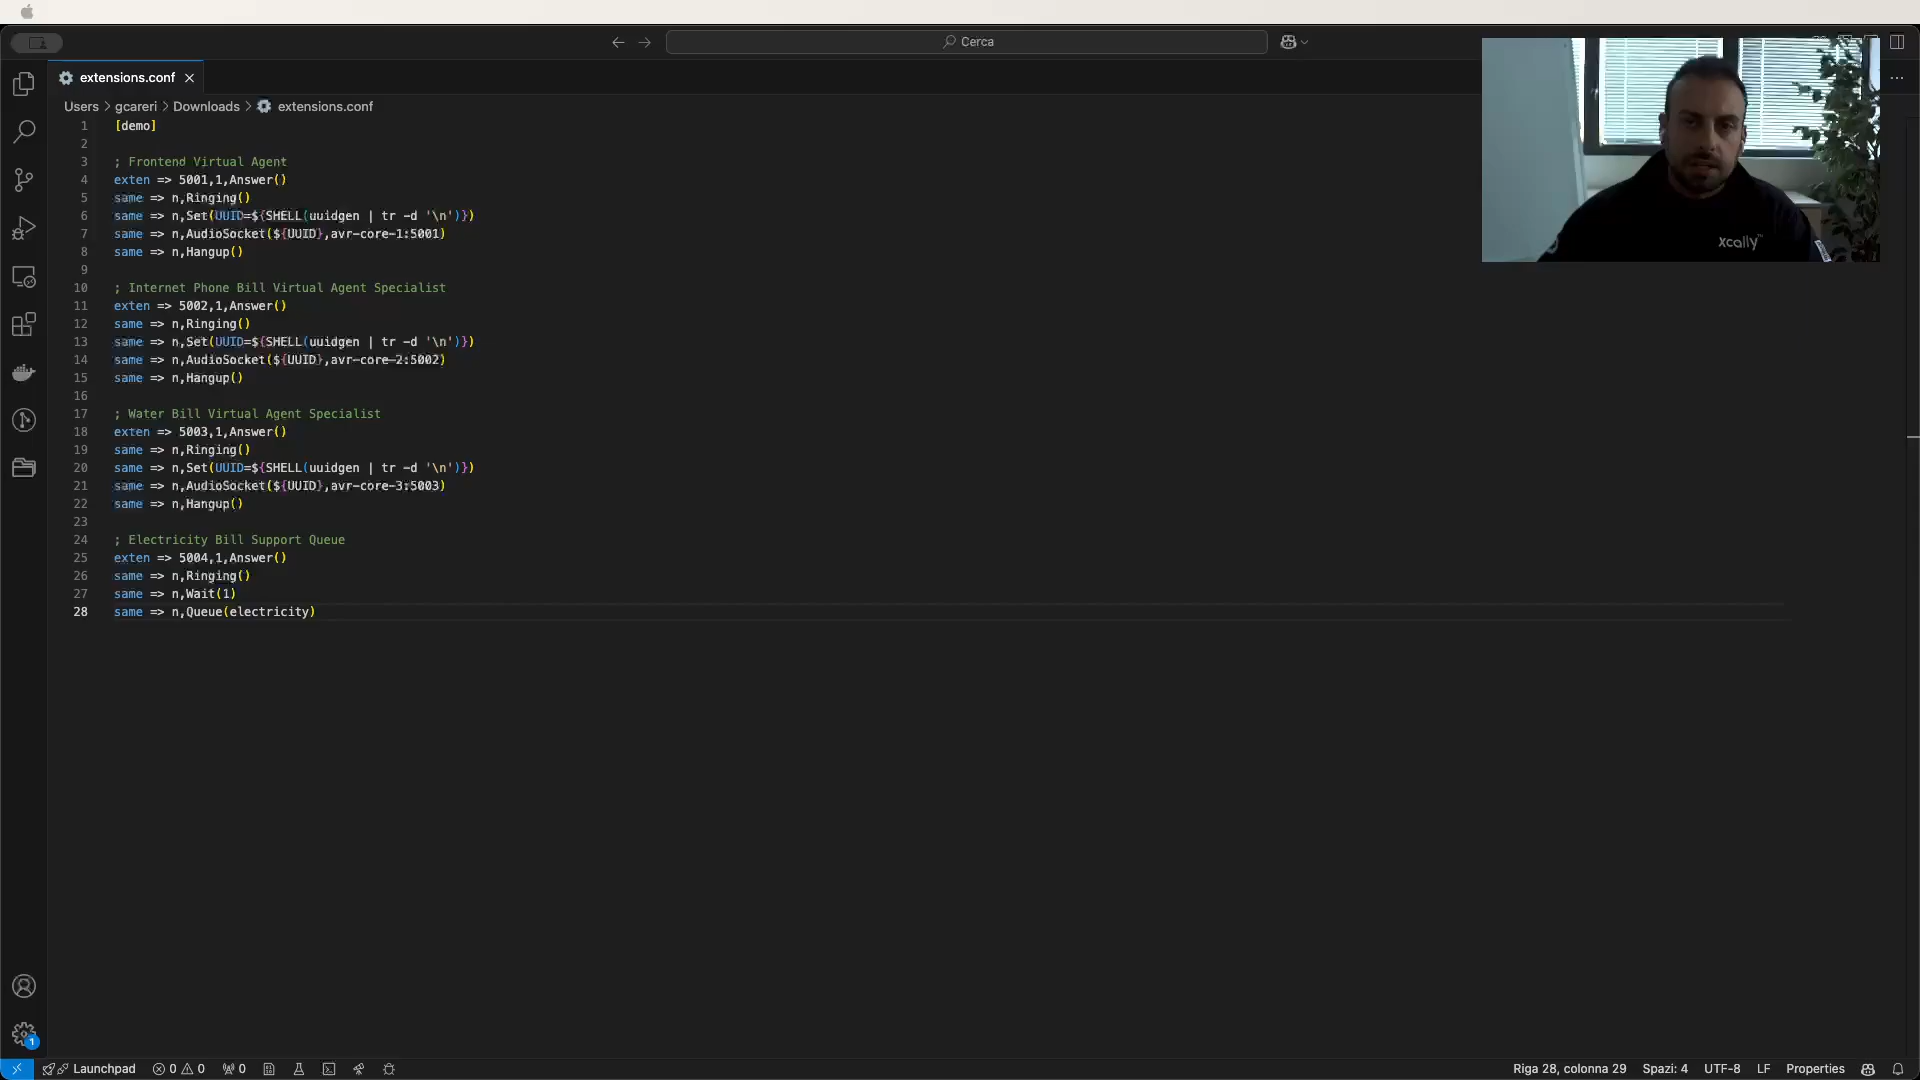 Cerca
extensions.conf
Users > gcareri > Downloads > extensions.conf
1 [demo]
2
3 ; Frontend Virtual Agent
4 exten => 5001,1,Answer()
5 same => n,Ringing()
6 same => n,Set(UUID=${SHELL(uuidgen | tr -d '\n')})
7 same => n,AudioSocket(${UUID},avr-core-1:5001)
8 same => n,Hangup()
9
10 ; Internet Phone Bill Virtual Agent Specialist
11 exten => 5002,1,Answer()
12 same => n,Ringing()
13 same => n,Set(UUID=${SHELL(uuidgen | tr -d '\n')})
14 same => n,AudioSocket(${UUID},avr-core-2:5002)
15 same => n,Hangup()
16
17 ; Water Bill Virtual Agent Specialist
18 exten => 5003,1,Answer()
19 same => n,Ringing()
20 same => n,Set(UUID=${SHELL(uuidgen | tr -d '\n')})
21 same => n,AudioSocket(${UUID},avr-core-3:5003)
22 same => n,Hangup()
23
24 ; Electricity Bill Support Queue
25 exten => 5004,1,Answer()
26 same => n,Ringing()
27 same => n,Wait(1)
28 same => n,Queue(electricity)
xcally
1
Launchpad 0 0 0 Riga 28, colonna 29 Spazi: 4 UTF-8 LF Properties